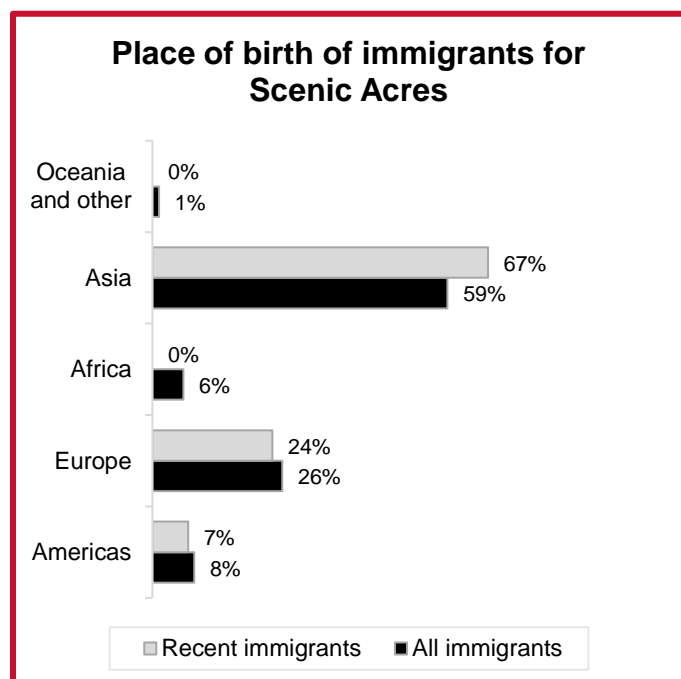 Place of birth of immigrants for
Scenic Acres
Oceania
and other
0%
1%
Asia
67%
59%
Africa
0%
6%
Europe
24%
26%
Americas
7%
8%
Recent immigrants
All immigrants